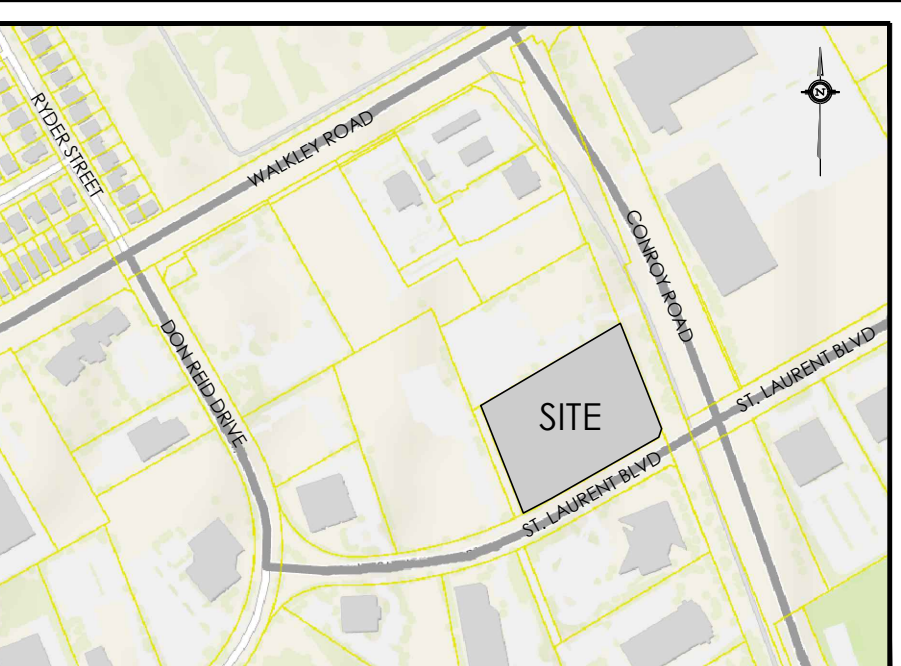 RYDER STREET
WALKLEY ROAD
N
CONROY ROAD
DON REID DRIVE
ST. LAURENT BLVD
SITE
ST. LAURENT BLVD